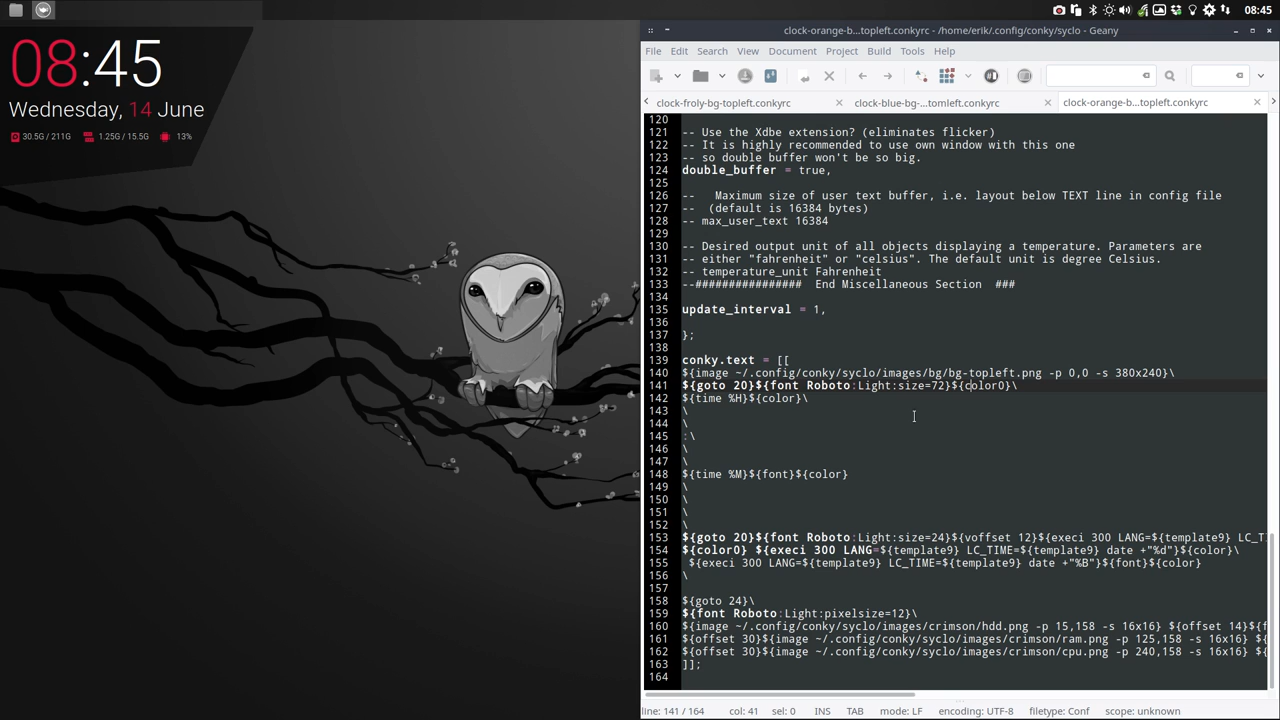 08:45
clock-orange-b...topleft.conkyrc - /home/erik/.config/conky/syclo - Geany
File Edit Search View Document Project Build Tools Help
08:45
Wednesday, 14 June
30.5G / 211G 1.25G / 15.5G 13%
clock-froly-bg-topleft.conkyrc clock-blue-bg-...tomleft.conkyrc clock-orange-b...topleft.conkyrc
120
121 -- Use the Xdbe extension? (eliminates flicker)
122 -- It is highly recommended to use own window with this one
123 -- so double buffer won't be so big.
124 double_buffer = true,
125
126 --   Maximum size of user text buffer, i.e. layout below TEXT line in config file
127 --  (default is 16384 bytes)
128 -- max_user_text 16384
129
130 -- Desired output unit of all objects displaying a temperature. Parameters are
131 -- either "fahrenheit" or "celsius". The default unit is degree Celsius.
132 -- temperature_unit Fahrenheit
133 --################  End Miscellaneous Section  ###
134
135 update_interval = 1,
136
137 };
138
139 conky.text = [[
140 ${image ~/.config/conky/syclo/images/bg/bg-topleft.png -p 0,0 -s 380x240}\
141 ${goto 20}${font Roboto:Light:size=72}${color0}\
142 ${time %H}${color}\
143 \
144 \
145 :\
146 \
147 \
148 ${time %M}${font}${color}
149 \
150 \
151 \
152 \
153 ${goto 20}${font Roboto:Light:size=24}${voffset 12}${execi 300 LANG=${template9} LC_T
154 ${color0} ${execi 300 LANG=${template9} LC_TIME=${template9} date +"%d"}${color}\
155  ${execi 300 LANG=${template9} LC_TIME=${template9} date +"%B"}${font}${color}
156 \
157
158 ${goto 24}\
159 ${font Roboto:Light:pixelsize=12}\
160 ${image ~/.config/conky/syclo/images/crimson/hdd.png -p 15,158 -s 16x16} ${offset 14}${f
161 ${offset 30}${image ~/.config/conky/syclo/images/crimson/ram.png -p 125,158 -s 16x16} $
162 ${offset 30}${image ~/.config/conky/syclo/images/crimson/cpu.png -p 240,158 -s 16x16} $
163 ]];
164
line: 141 / 164 col: 41 sel: 0 INS TAB mode: LF encoding: UTF-8 filetype: Conf scope: unknown